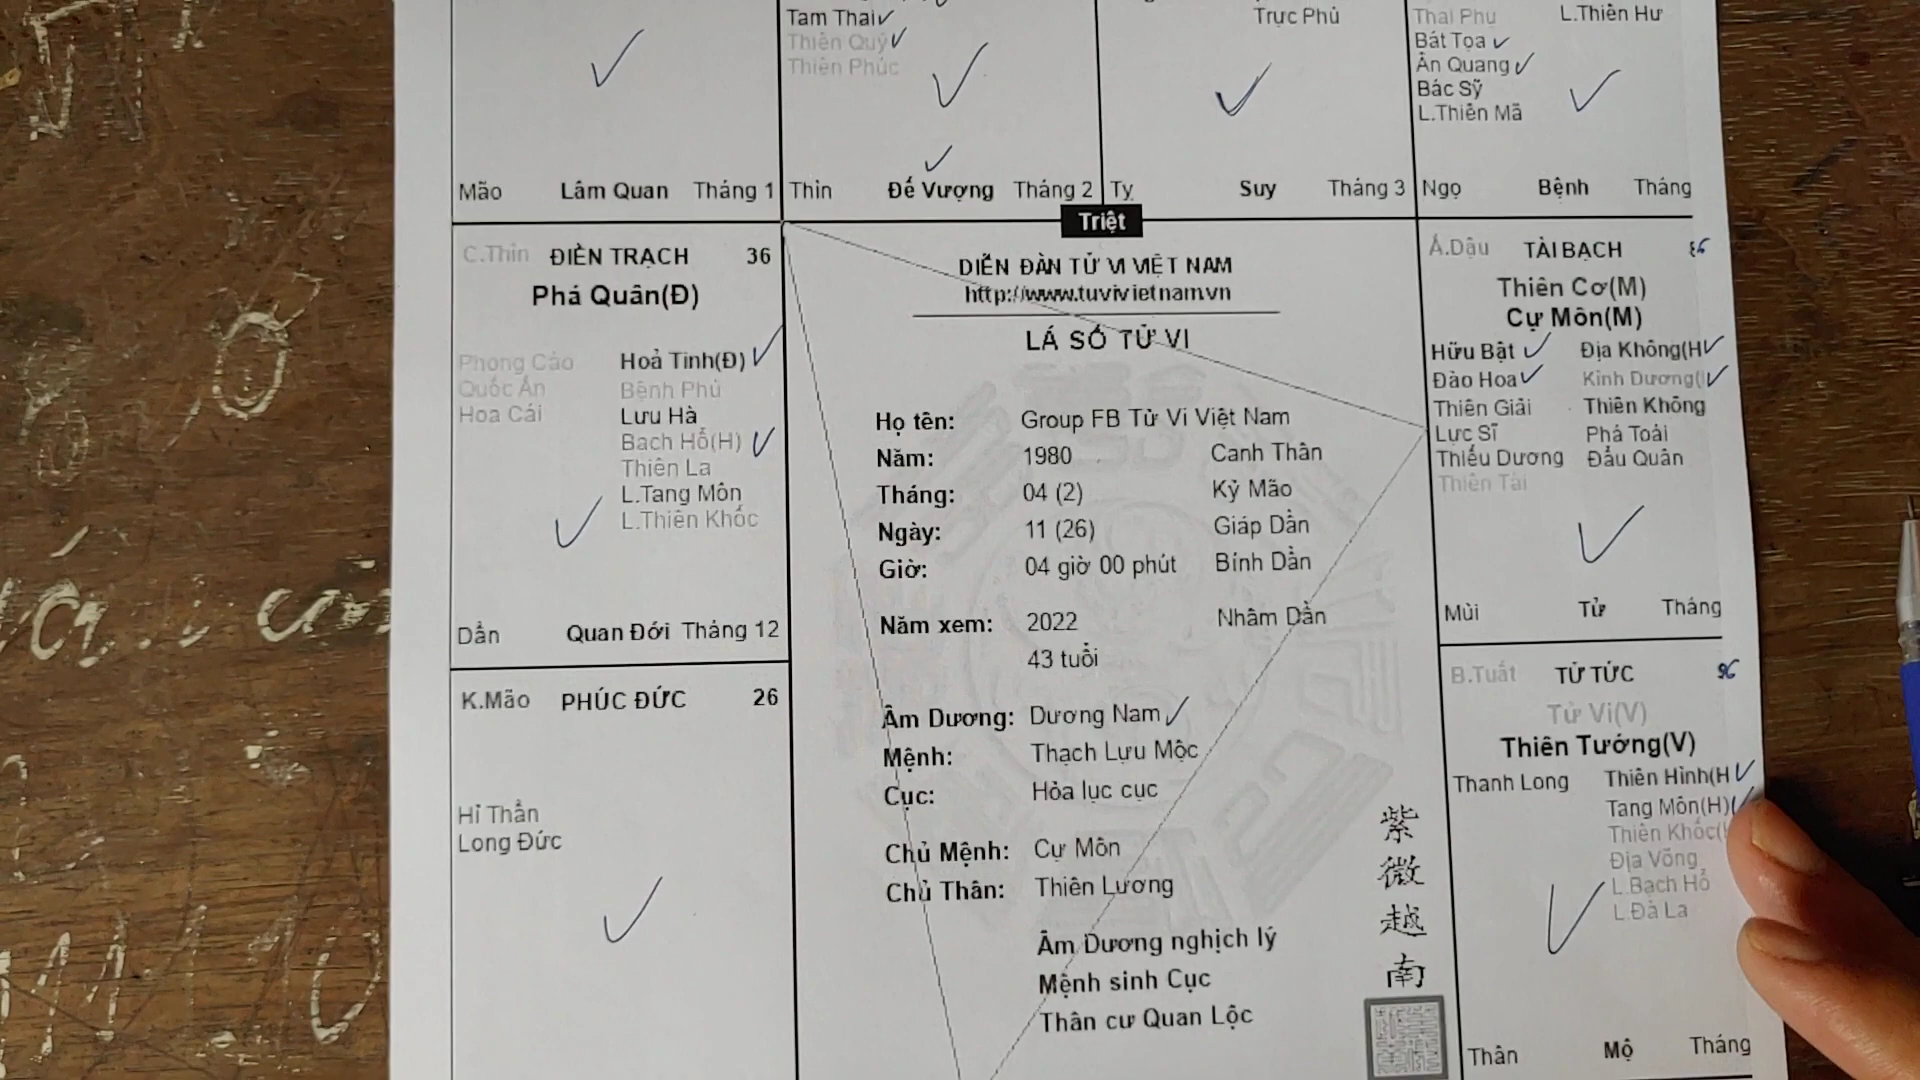 Tam Thai
Thiên Quý
Thiên Phúc
Trực Phủ
Thai Phụ
L.Thiên Hư
Bát Tọa
Ân Quang
Bác Sỹ
L.Thiên Mã
Mão Lâm Quan Tháng 1
Thìn Đế Vượng Tháng 2
Tỵ Suy Tháng 3
Ngọ Bệnh Tháng
Triệt
C.Thìn ĐIỀN TRẠCH 36
Phá Quân(Đ)
Phong Cáo
Quốc Ấn
Hoa Cái
Hoả Tinh(Đ)
Bệnh Phù
Lưu Hà
Bạch Hổ(H)
Thiên La
L.Tang Môn
L.Thiên Khốc
Dần Quan Đới Tháng 12
K.Mão PHÚC ĐỨC 26
Hỉ Thần
Long Đức
DIỄN ĐÀN TỬ VI VIỆT NAM
http://www.tuvivietnam.vn
LÁ SỐ TỬ VI
Họ tên: Group FB Tử Vi Việt Nam
Năm: 1980 Canh Thân
Tháng: 04 (2) Kỷ Mão
Ngày: 11 (26) Giáp Dần
Giờ: 04 giờ 00 phút Bính Dần
Năm xem: 2022 Nhâm Dần
43 tuổi
Âm Dương: Dương Nam
Mệnh: Thạch Lựu Mộc
Cục: Hỏa lục cục
Chủ Mệnh: Cự Môn
Chủ Thân: Thiên Lương
Âm Dương nghịch lý
Mệnh sinh Cục
Thân cư Quan Lộc
紫
微
越
南
Ấ.Dậu TÀI BẠCH
Thiên Cơ(M)
Cự Môn(M)
Hữu Bật
Đào Hoa
Thiên Giải
Lực Sĩ
Thiếu Dương
Thiên Tài
Địa Không(H
Kình Dương(
Thiên Không
Phá Toái
Đẩu Quân
Mùi Tử Tháng
B.Tuất TỬ TỨC 96
Tử Vi(V)
Thiên Tướng(V)
Thanh Long
Thiên Hình(H
Tang Môn(H)
Thiên Khốc(
Địa Võng
L.Bạch Hổ
L.Đà La
Thân Mộ Tháng